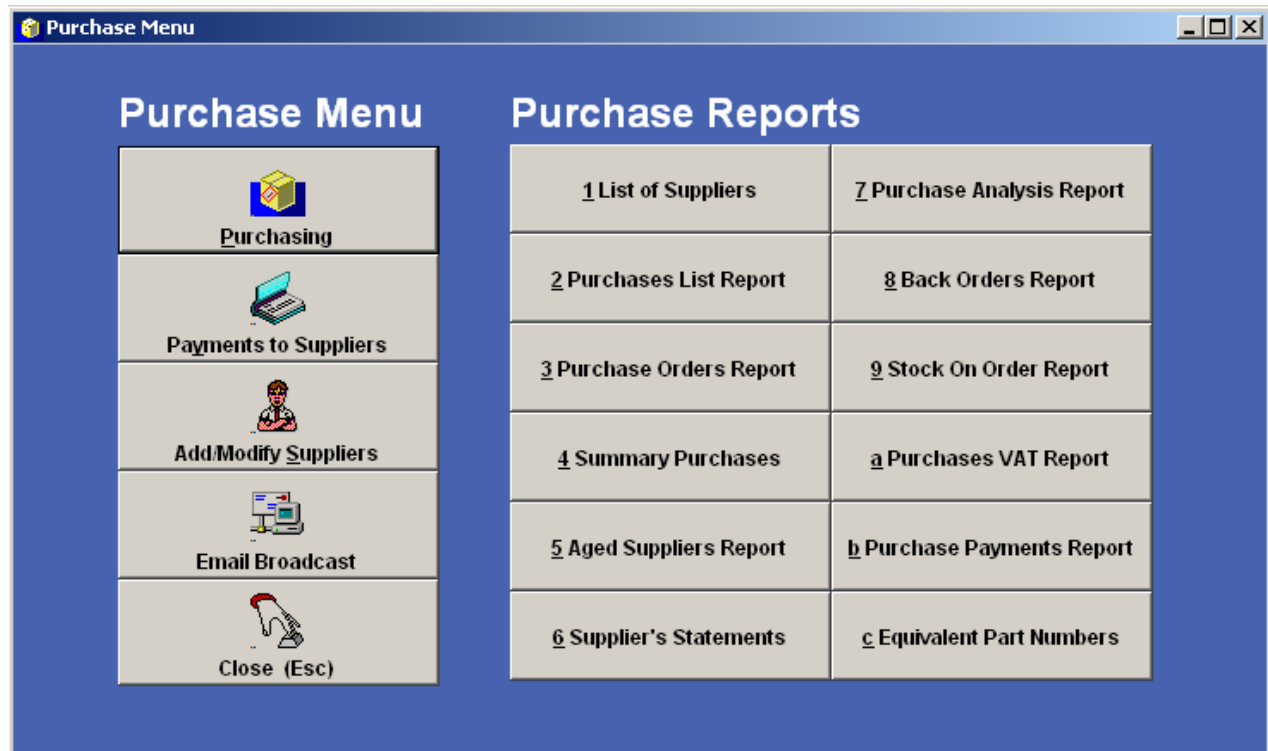 Purchase Menu
Purchase Menu
Purchasing
Payments to Suppliers
Add/Modify Suppliers
Email Broadcast
Close (Esc)
Purchase Reports
1 List of Suppliers
7 Purchase Analysis Report
2 Purchases List Report
8 Back Orders Report
3 Purchase Orders Report
9 Stock On Order Report
4 Summary Purchases
a Purchases VAT Report
5 Aged Suppliers Report
b Purchase Payments Report
6 Supplier's Statements
c Equivalent Part Numbers